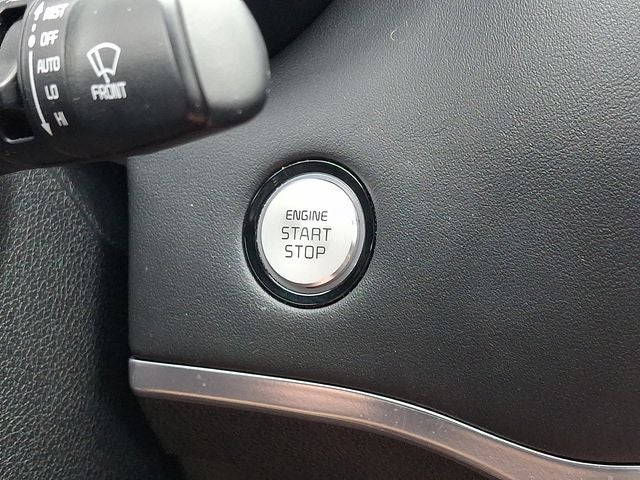 MIST
OFF
AUTO
LO
HI
FRONT
ENGINE
START
STOP